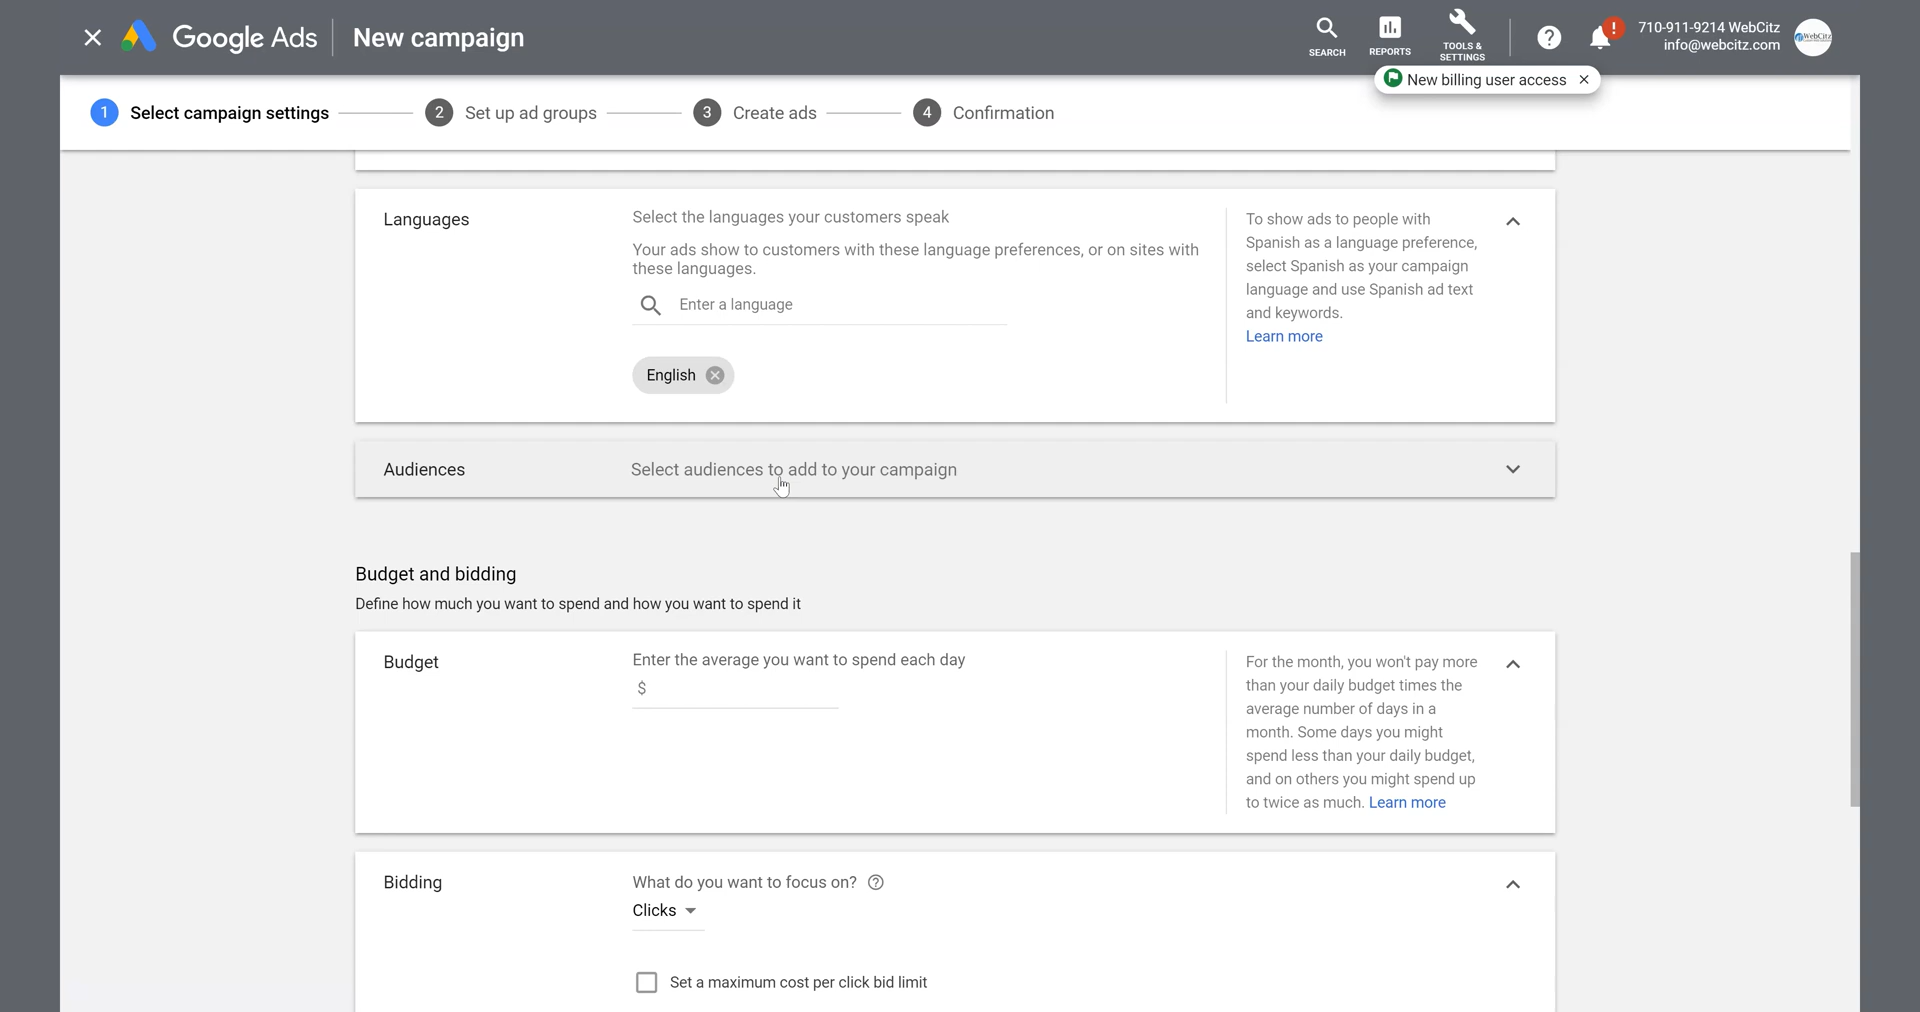 Google Ads
New campaign
SEARCH
REPORTS
TOOLS &
SETTINGS
?
!
710-911-9214 WebCitz
info@webcitz.com
WebCitz
New billing user access
1 Select campaign settings
2 Set up ad groups
3 Create ads
4 Confirmation
Languages
Select the languages your customers speak
Your ads show to customers with these language preferences, or on sites with
these languages.
Enter a language
English
To show ads to people with
Spanish as a language preference,
select Spanish as your campaign
language and use Spanish ad text
and keywords.
Learn more
Audiences
Select audiences to add to your campaign
Budget and bidding
Define how much you want to spend and how you want to spend it
Budget
Enter the average you want to spend each day
$
For the month, you won't pay more
than your daily budget times the
average number of days in a
month. Some days you might
spend less than your daily budget,
and on others you might spend up
to twice as much. Learn more
Bidding
What do you want to focus on? ?
Clicks
Set a maximum cost per click bid limit